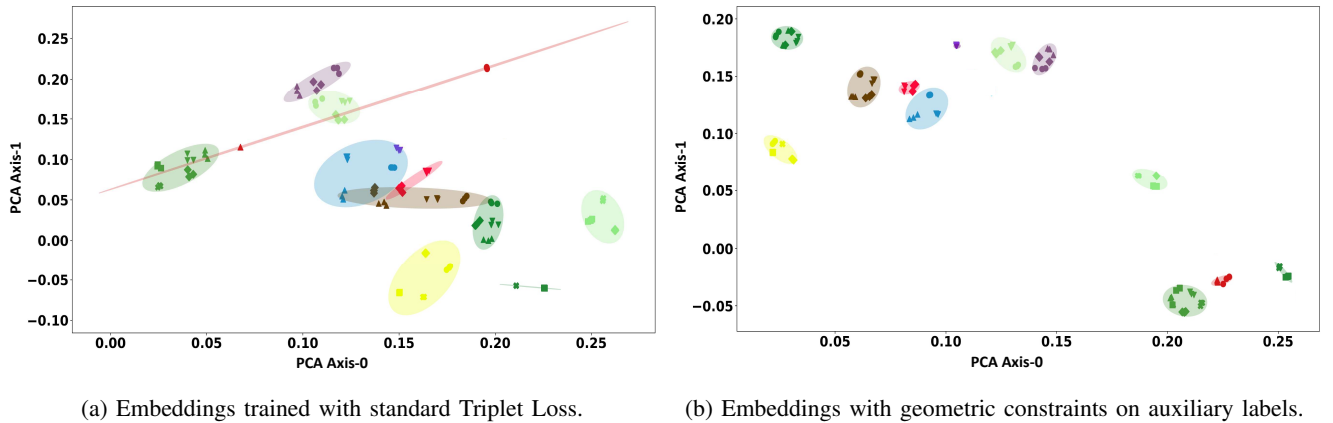 0.25
0.20
0.15
0.10
0.05
0.00
−0.05
−0.10
PCA Axis-1
0.00 0.05 0.10 0.15 0.20 0.25
PCA Axis-0
(a) Embeddings trained with standard Triplet Loss.
0.20
0.15
0.10
0.05
0.00
−0.05
PCA Axis-1
0.05 0.10 0.15 0.20 0.25
PCA Axis-0
(b) Embeddings with geometric constraints on auxiliary labels.